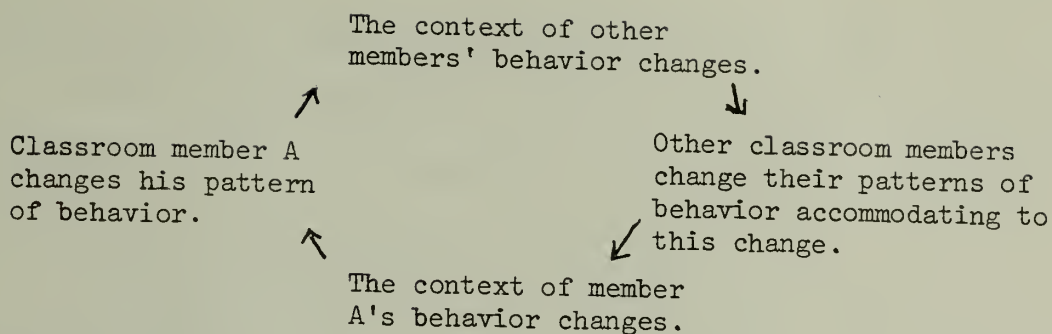 The context of other
members' behavior changes.
Classroom member A
changes his pattern
of behavior.
Other classroom members
change their patterns of
behavior accommodating to
this change.
The context of member
A's behavior changes.